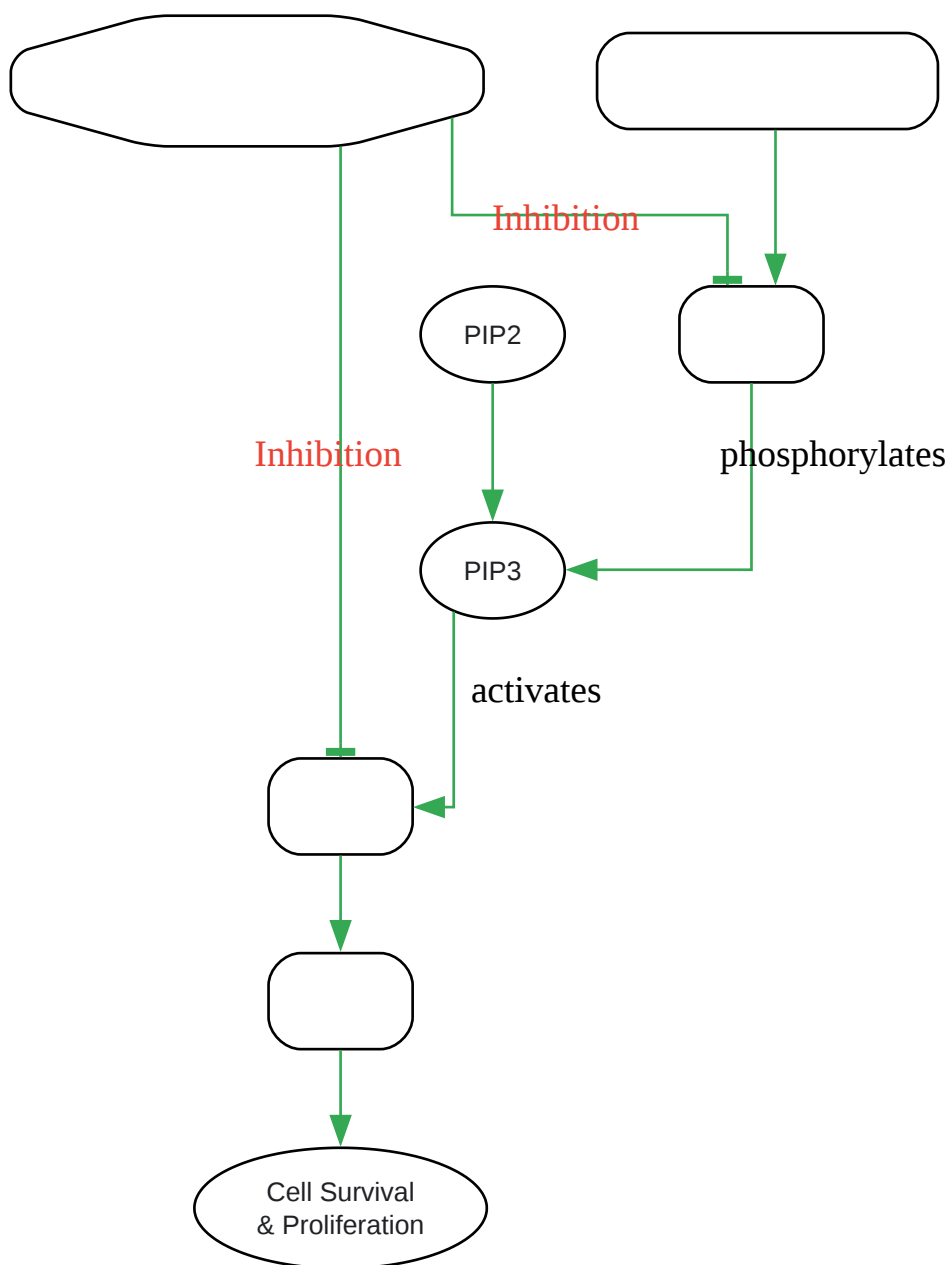 Inhibition
PIP2
Inhibition
phosphorylates
PIP3
activates
Cell Survival
& Proliferation